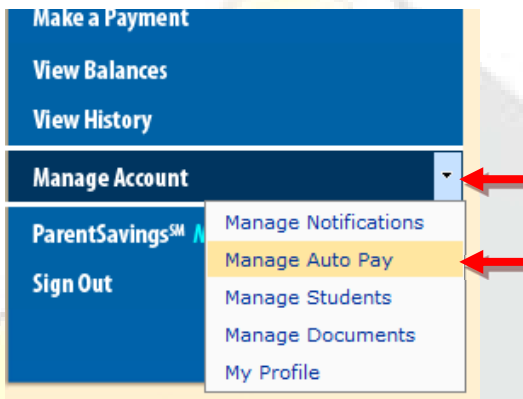 Make a Payment
View Balances
View History
Manage Account
ParentSavings℠
Sign Out
Manage Notifications
Manage Auto Pay
Manage Students
Manage Documents
My Profile